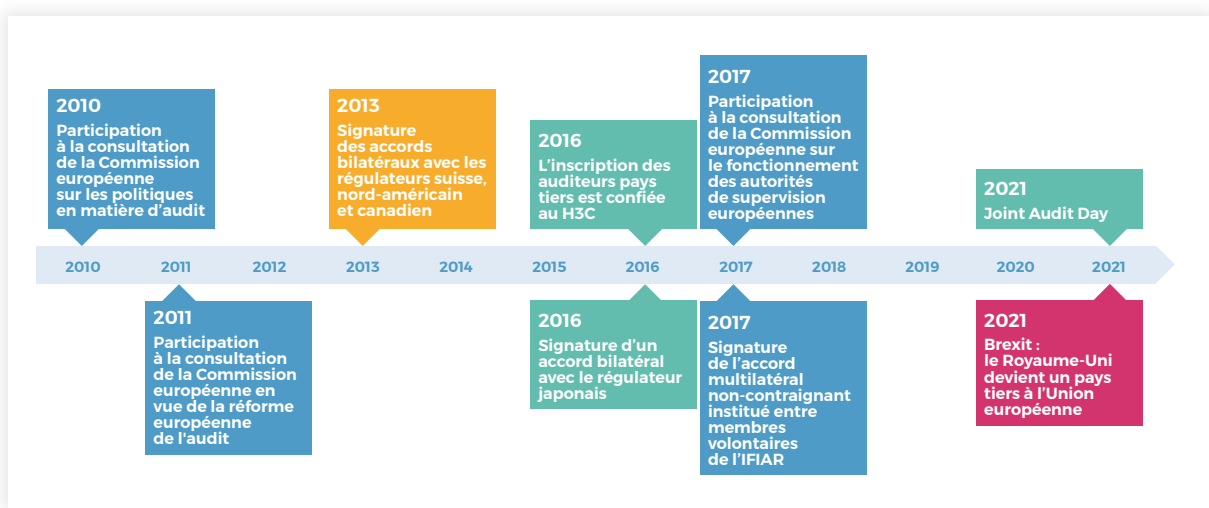 2010
Participation
à la consultation
de la Commission
européenne
sur les politiques
en matière d'audit
2013
Signature
des accords
bilatéraux avec les
régulateurs suisse,
nord-américain
et canadien
2016
L'inscription des
auditeurs pays
tiers est confiée
au H3C
2017
Participation
à la consultation
de la Commission
européenne sur
le fonctionnement
des autorités
de supervision
européennes
2021
Joint Audit Day
2010 2011 2012 2013 2014 2015 2016 2017 2018 2019 2020 2021
2011
Participation
à la consultation
de la Commission
européenne en
vue de la réforme
européenne
de l'audit
2016
Signature d'un
accord bilatéral
avec le régulateur
japonais
2017
Signature
de l'accord
multilatéral
non-contraignant
institué entre
membres
volontaires
de l'IFIAR
2021
Brexit :
le Royaume-Uni
devient un pays
tiers à l'Union
européenne